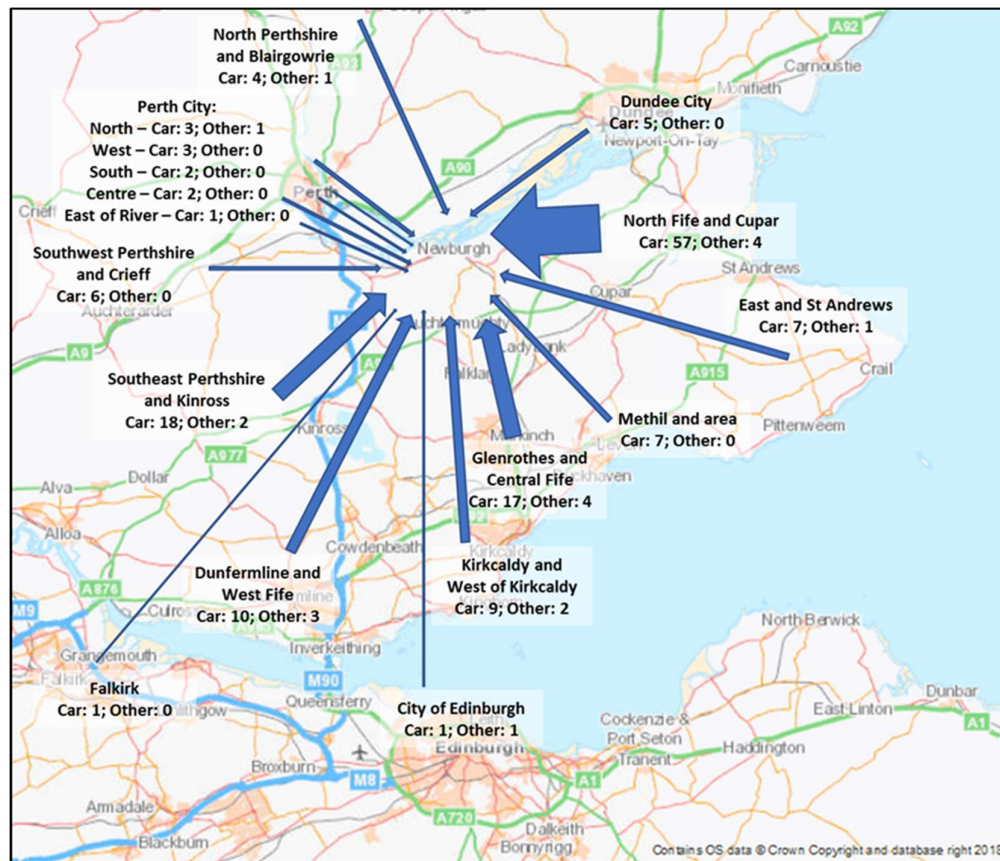 North Perthshire
and Blairgowrie
Car: 4; Other: 1
A93
A92
Carnoustie
Monifieth
Perth City:
North – Car: 3; Other: 1
West – Car: 3; Other: 0
South – Car: 2; Other: 0
Centre – Car: 2; Other: 0
East of River – Car: 1; Other: 0
Dundee City
Car: 5; Other: 0
Dundee
Newport-On-Tay
A90
Perth
Crieff
North Fife and Cupar
Car: 57; Other: 4
Newburgh
Southwest Perthshire
and Crieff
Car: 6; Other: 0
St Andrews
Cupar
East and St Andrews
Car: 7; Other: 1
Auchterarder
A9
Ladybank
A915
Crail
Southeast Perthshire
and Kinross
Car: 18; Other: 2
Methil and area
Car: 7; Other: 0
Pittenweem
Kinross
Glenrothes and
Central Fife
Car: 17; Other: 4
A977
Dollar
Alva
Alloa
Cowdenbeath
Kirkcaldy
Dunfermline and
West Fife
Car: 10; Other: 3
Kirkcaldy and
West of Kirkcaldy
Car: 9; Other: 2
A876
M9
Culross
Inverkeithing
North Berwick
Grangemouth
Falkirk
M90
Falkirk
Car: 1; Other: 0
Queensferry
City of Edinburgh
Car: 1; Other: 1
Edinburgh
Cockenzie &
Port Seton
Tranent
Dunbar
East Linton
A1
Haddington
Broxburn
M8
A1
Armadale
A720
Dalkeith
Blackburn
Bonnyrigg
Contains OS data © Crown Copyright and database right 2018